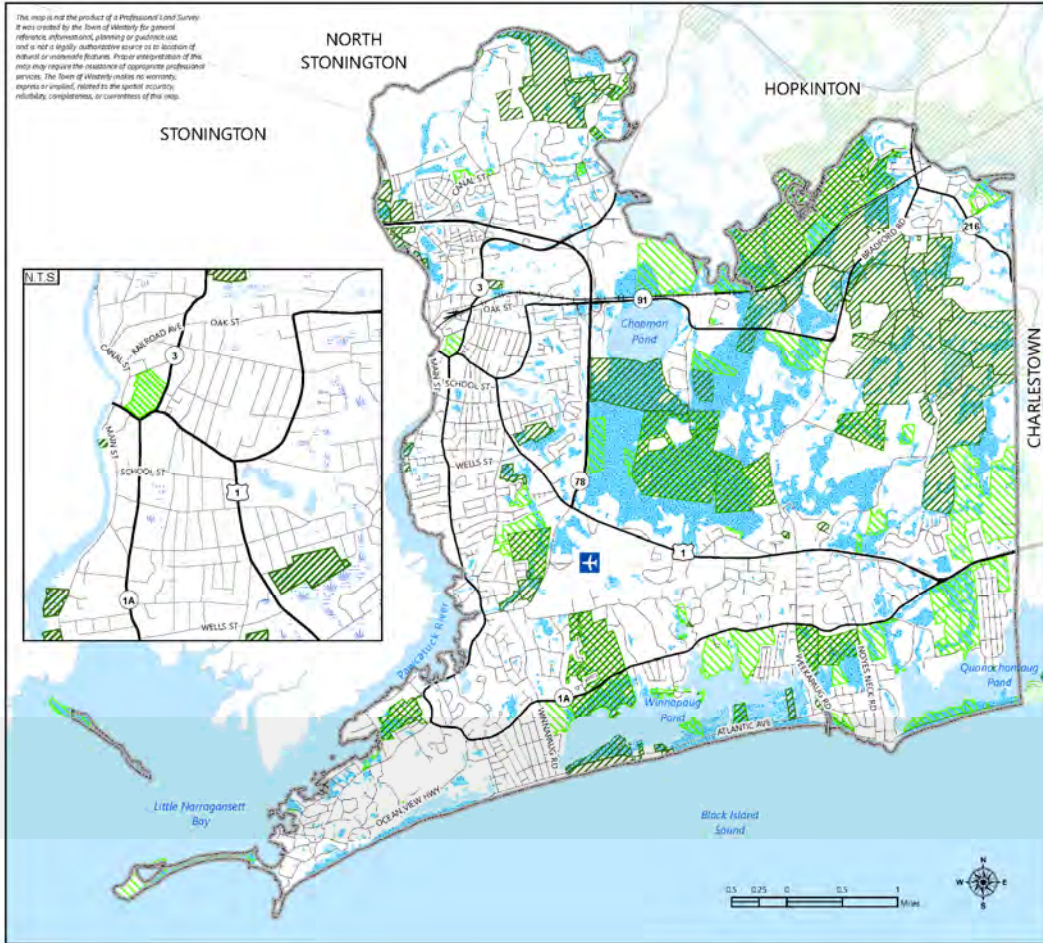 This map is not the product of a Professional Land Survey.
It was created by the Town of Westerly for general
reference, informational, planning or guidance use,
and is not a legally authoritative source as to location of
natural or manmade features. Proper interpretation of this
map may require the assistance of appropriate professional
services. The Town of Westerly makes no warranty,
express or implied, related to the spatial accuracy,
reliability, completeness, or currentness of this map.
NORTH
STONINGTON
HOPKINTON
STONINGTON
CANAL ST
216
BRADFORD RD
N.T.S.
3
91
OAK ST
Chapman
Pond
OAK ST
RAILROAD AVE
CANAL ST
3
MAIN ST
SCHOOL ST
CHARLESTOWN
MAIN ST
SCHOOL ST
WELLS ST
78
1
1
1A
WELLS ST
Pawcatuck River
Quonochontaug
Pond
NOYES NECK RD
WEEKAPAUG RD
1A
Winnapaug
Pond
WINNAPAUG RD
ATLANTIC AVE
OCEAN VIEW HWY
Little Narragansett
Bay
Block Island
Sound
N
W
E
S
0.5 0.25 0 0.5 1
Miles